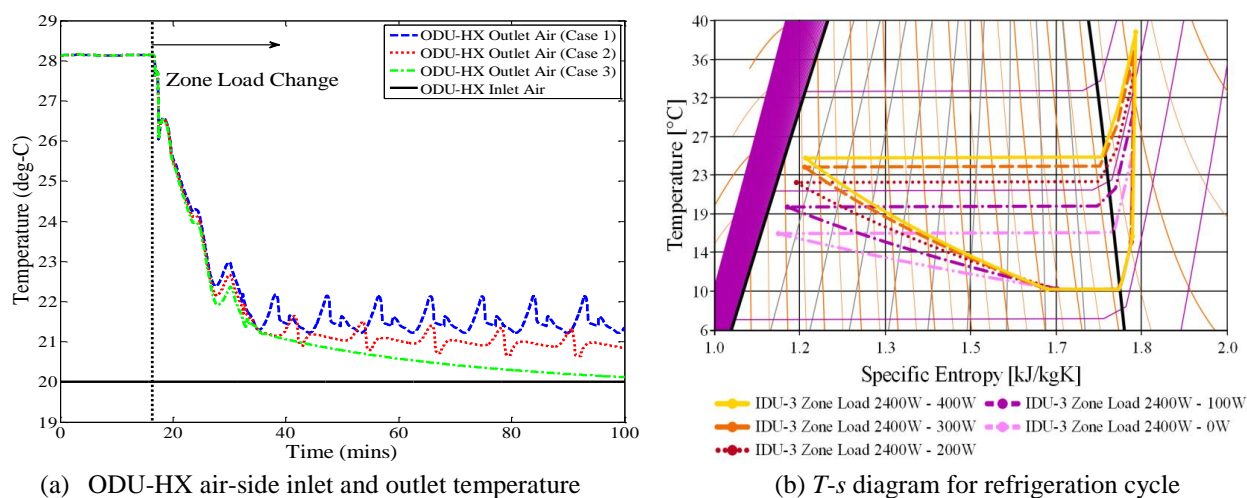 29
28
27
26
25
24
23
22
21
20
19
Temperature (deg-C)
0
20
40
60
80
100
Time (mins)
Zone Load Change
ODU-HX Outlet Air (Case 1)
ODU-HX Outlet Air (Case 2)
ODU-HX Outlet Air (Case 3)
ODU-HX Inlet Air
(a) ODU-HX air-side inlet and outlet temperature
40
36
32
27
23
19
14
10
6
Temperature [°C]
1.0
1.2
1.3
1.5
1.7
1.8
2.0
Specific Entropy [kJ/kgK]
IDU-3 Zone Load 2400W - 400W
IDU-3 Zone Load 2400W - 300W
IDU-3 Zone Load 2400W - 200W
IDU-3 Zone Load 2400W - 100W
IDU-3 Zone Load 2400W - 0W
(b) T-s diagram for refrigeration cycle